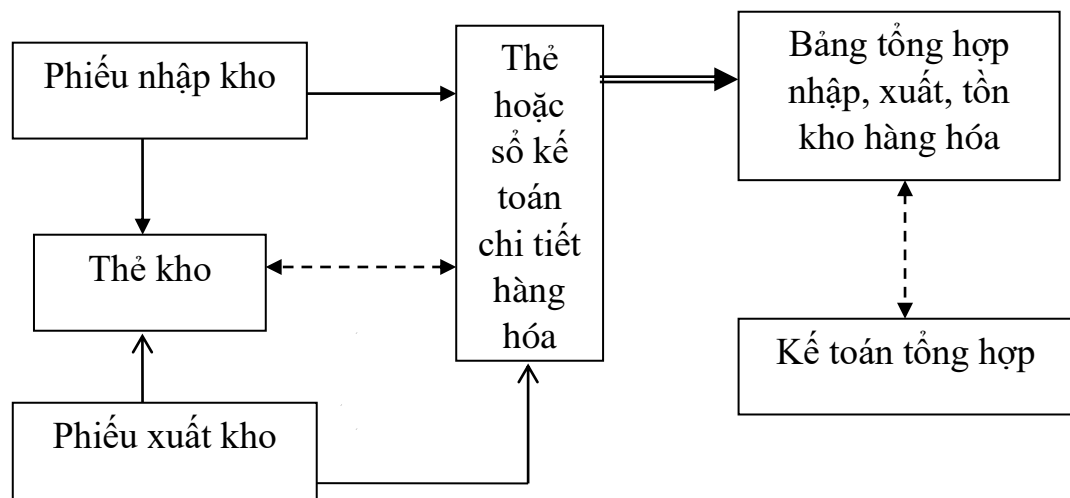 Phiếu nhập kho
Thẻ
hoặc
sổ kế
toán
chi tiết
hàng
hóa
Bảng tổng hợp
nhập, xuất, tồn
kho hàng hóa
Thẻ kho
Kế toán tổng hợp
Phiếu xuất kho